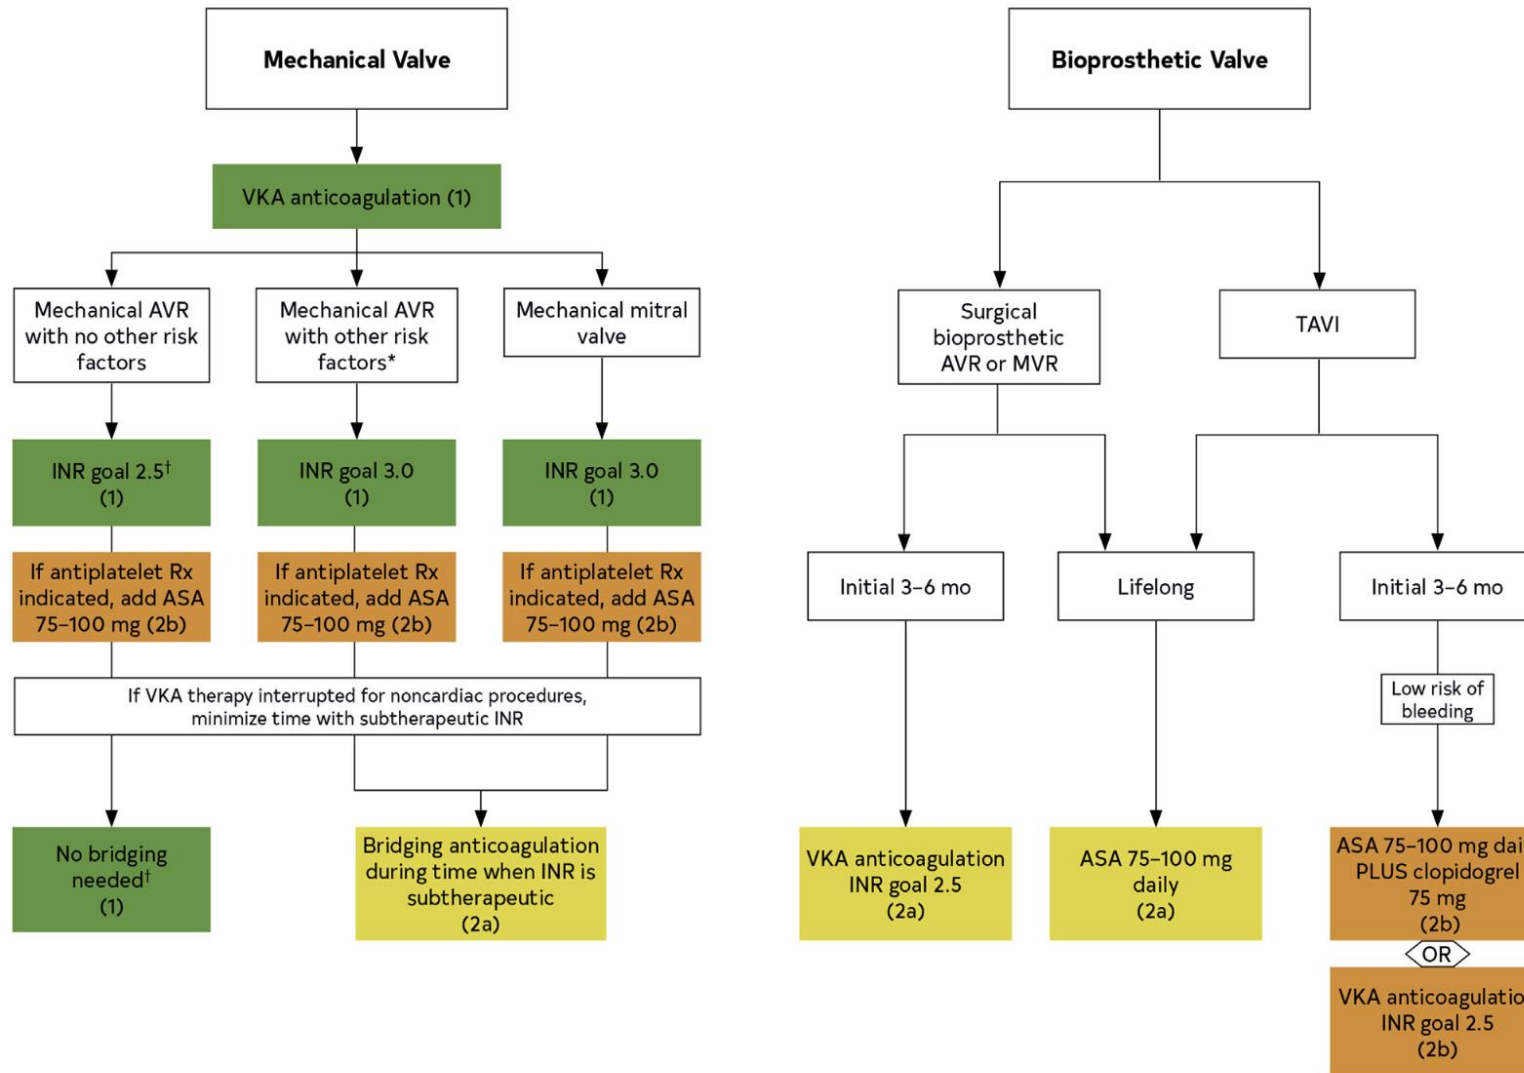 Mechanical Valve
VKA anticoagulation (1)
Mechanical AVR
with no other risk
factors
Mechanical AVR
with other risk
factors*
Mechanical mitral
valve
INR goal 2.5†
(1)
INR goal 3.0
(1)
INR goal 3.0
(1)
If antiplatelet Rx
indicated, add ASA
75–100 mg (2b)
If antiplatelet Rx
indicated, add ASA
75–100 mg (2b)
If antiplatelet Rx
indicated, add ASA
75–100 mg (2b)
If VKA therapy interrupted for noncardiac procedures,
minimize time with subtherapeutic INR
No bridging
needed†
(1)
Bridging anticoagulation
during time when INR is
subtherapeutic
(2a)
Bioprosthetic Valve
Surgical
bioprosthetic
AVR or MVR
TAVI
Initial 3–6 mo
Lifelong
Initial 3–6 mo
Low risk of
bleeding
VKA anticoagulation
INR goal 2.5
(2a)
ASA 75–100 mg
daily
(2a)
ASA 75–100 mg dai
PLUS clopidogrel
75 mg
(2b)
OR
VKA anticoagulatio
INR goal 2.5
(2b)